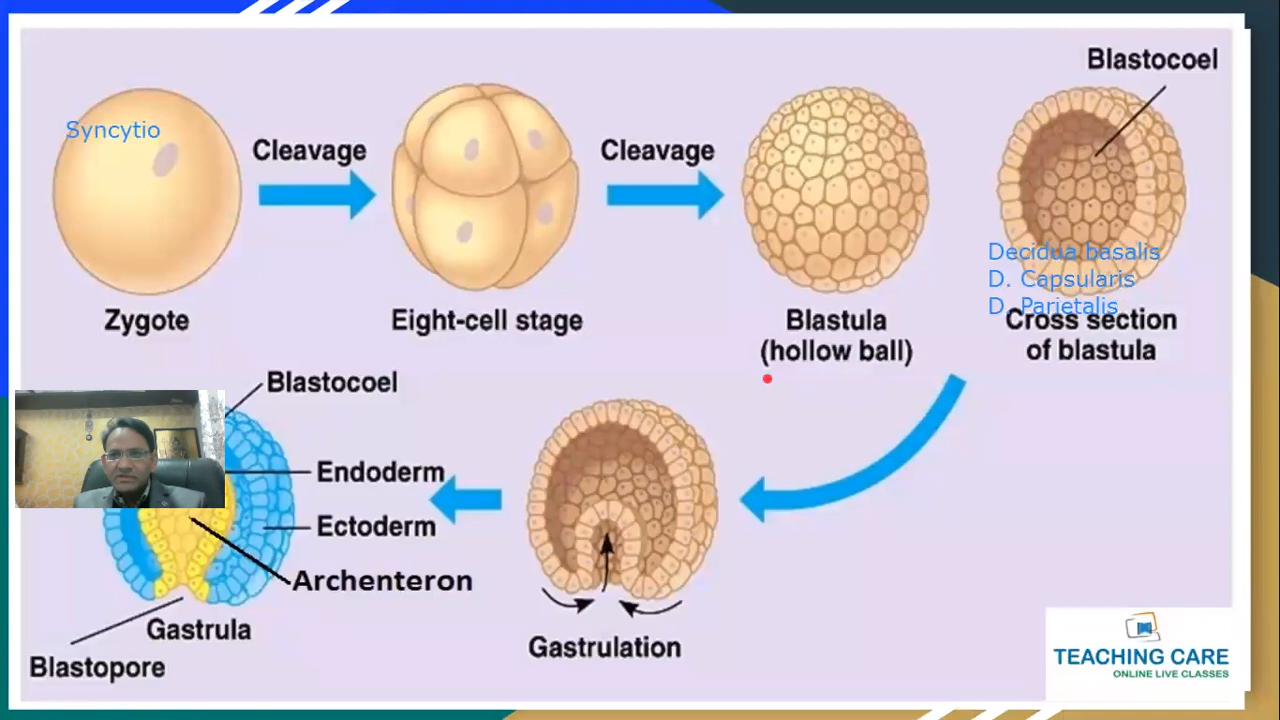 Blastocoel
Syncytio
Cleavage
Cleavage
Decidua basalis
D. Capsularis
D. Parietalis
Zygote
Eight-cell stage
Blastula
(hollow ball)
Cross section
of blastula
Blastocoel
Endoderm
Ectoderm
Archenteron
Gastrula
Blastopore
Gastrulation
TEACHING CARE
ONLINE LIVE CLASSES